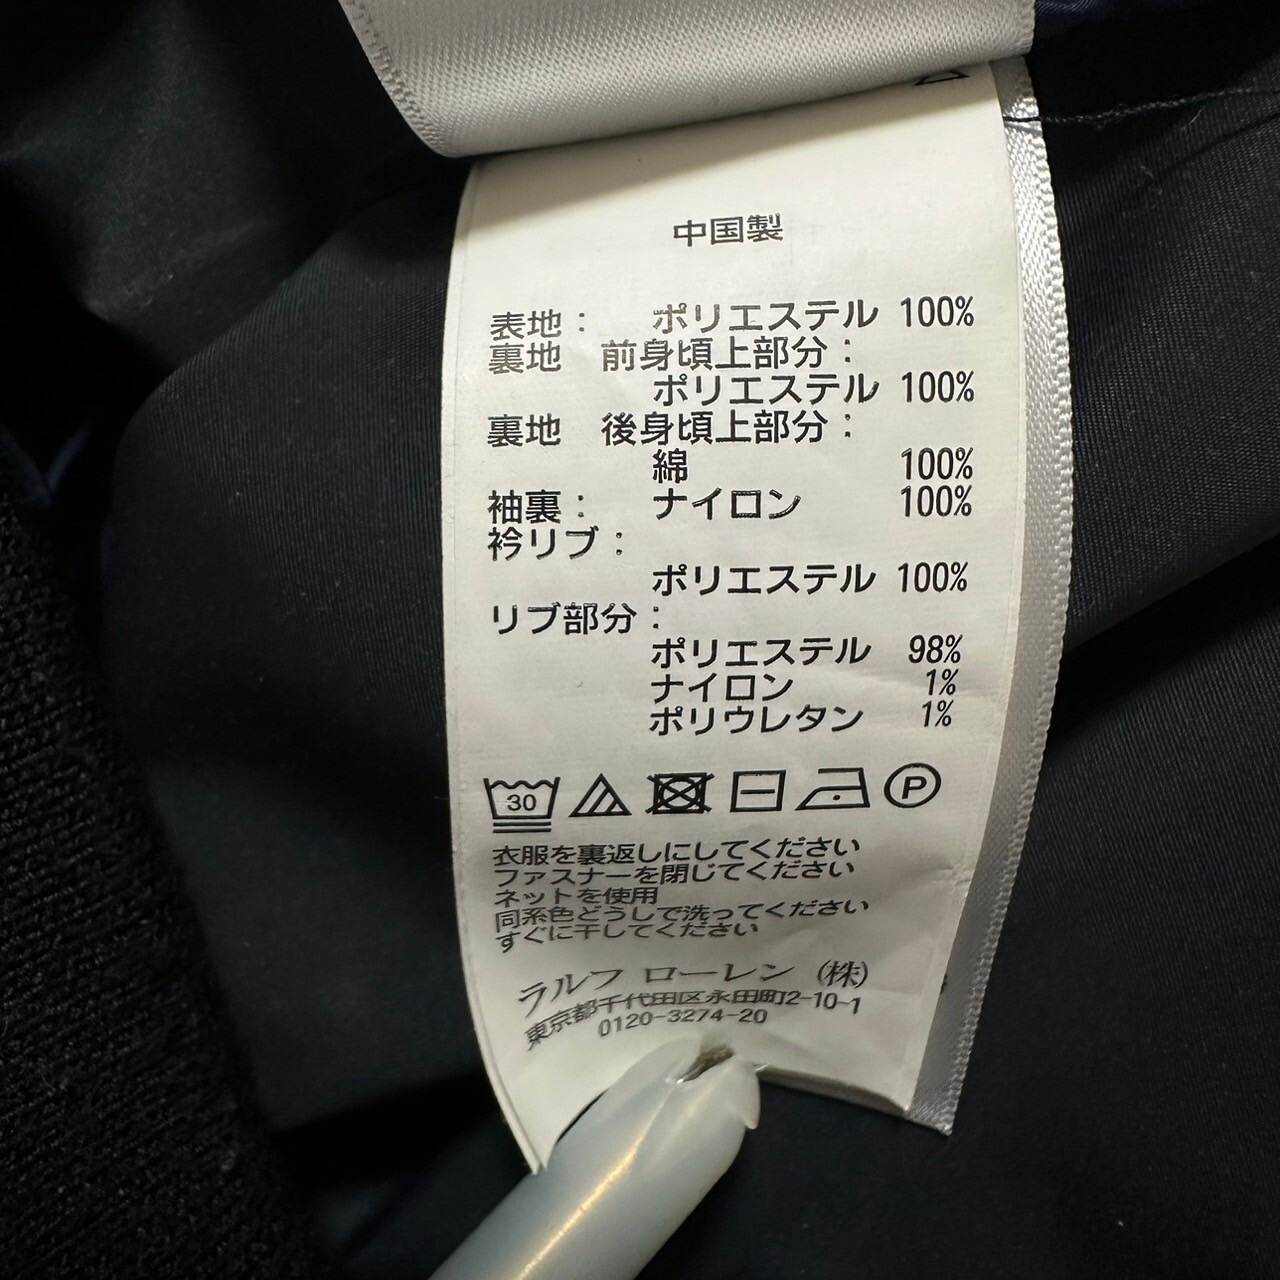 中国製
表地： ポリエステル 100%
裏地 前身頃上部分：
ポリエステル 100%
裏地 後身頃上部分：
綿 100%
袖裏： ナイロン 100%
衿リブ：
ポリエステル 100%
リブ部分：
ポリエステル 98%
ナイロン 1%
ポリウレタン 1%
30 P
衣服を裏返しにしてください
ファスナーを閉じてください
ネットを使用
同系色どうしで洗ってください
すぐに干してください
ラルフ ローレン (株)
東京都千代田区永田町2-10-1
0120-3274-20